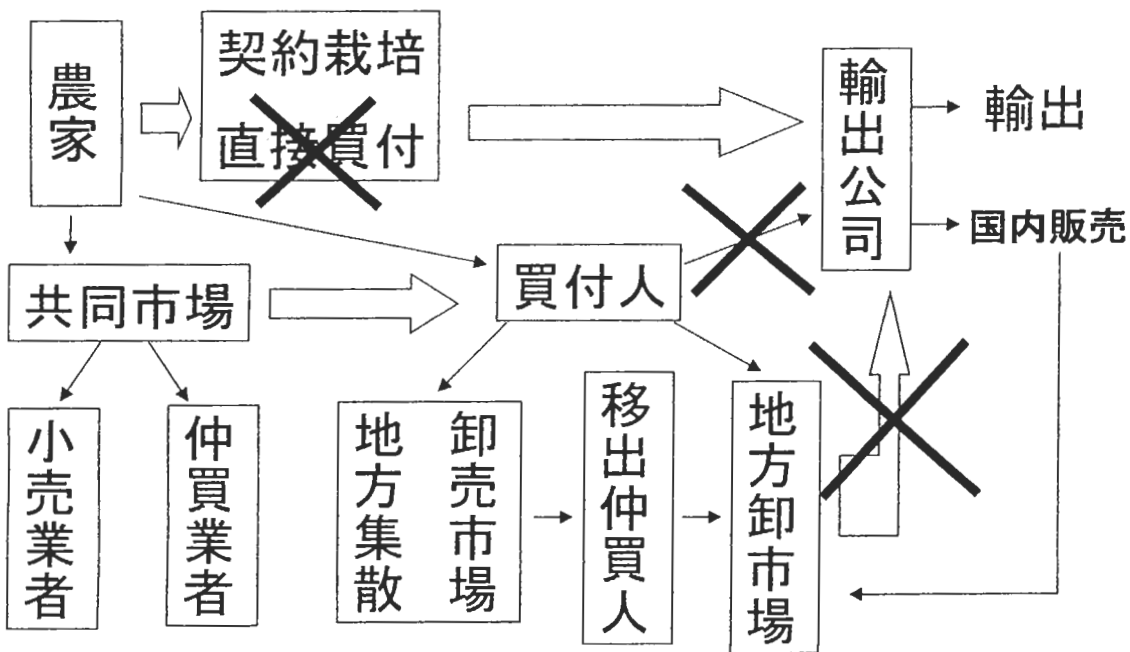 農家
契約栽培
直接買付
輸出公司
輸出
国内販売
共同市場
買付人
小売業者
仲買業者
地方集散
卸売市場
移出仲買人
地方卸市場